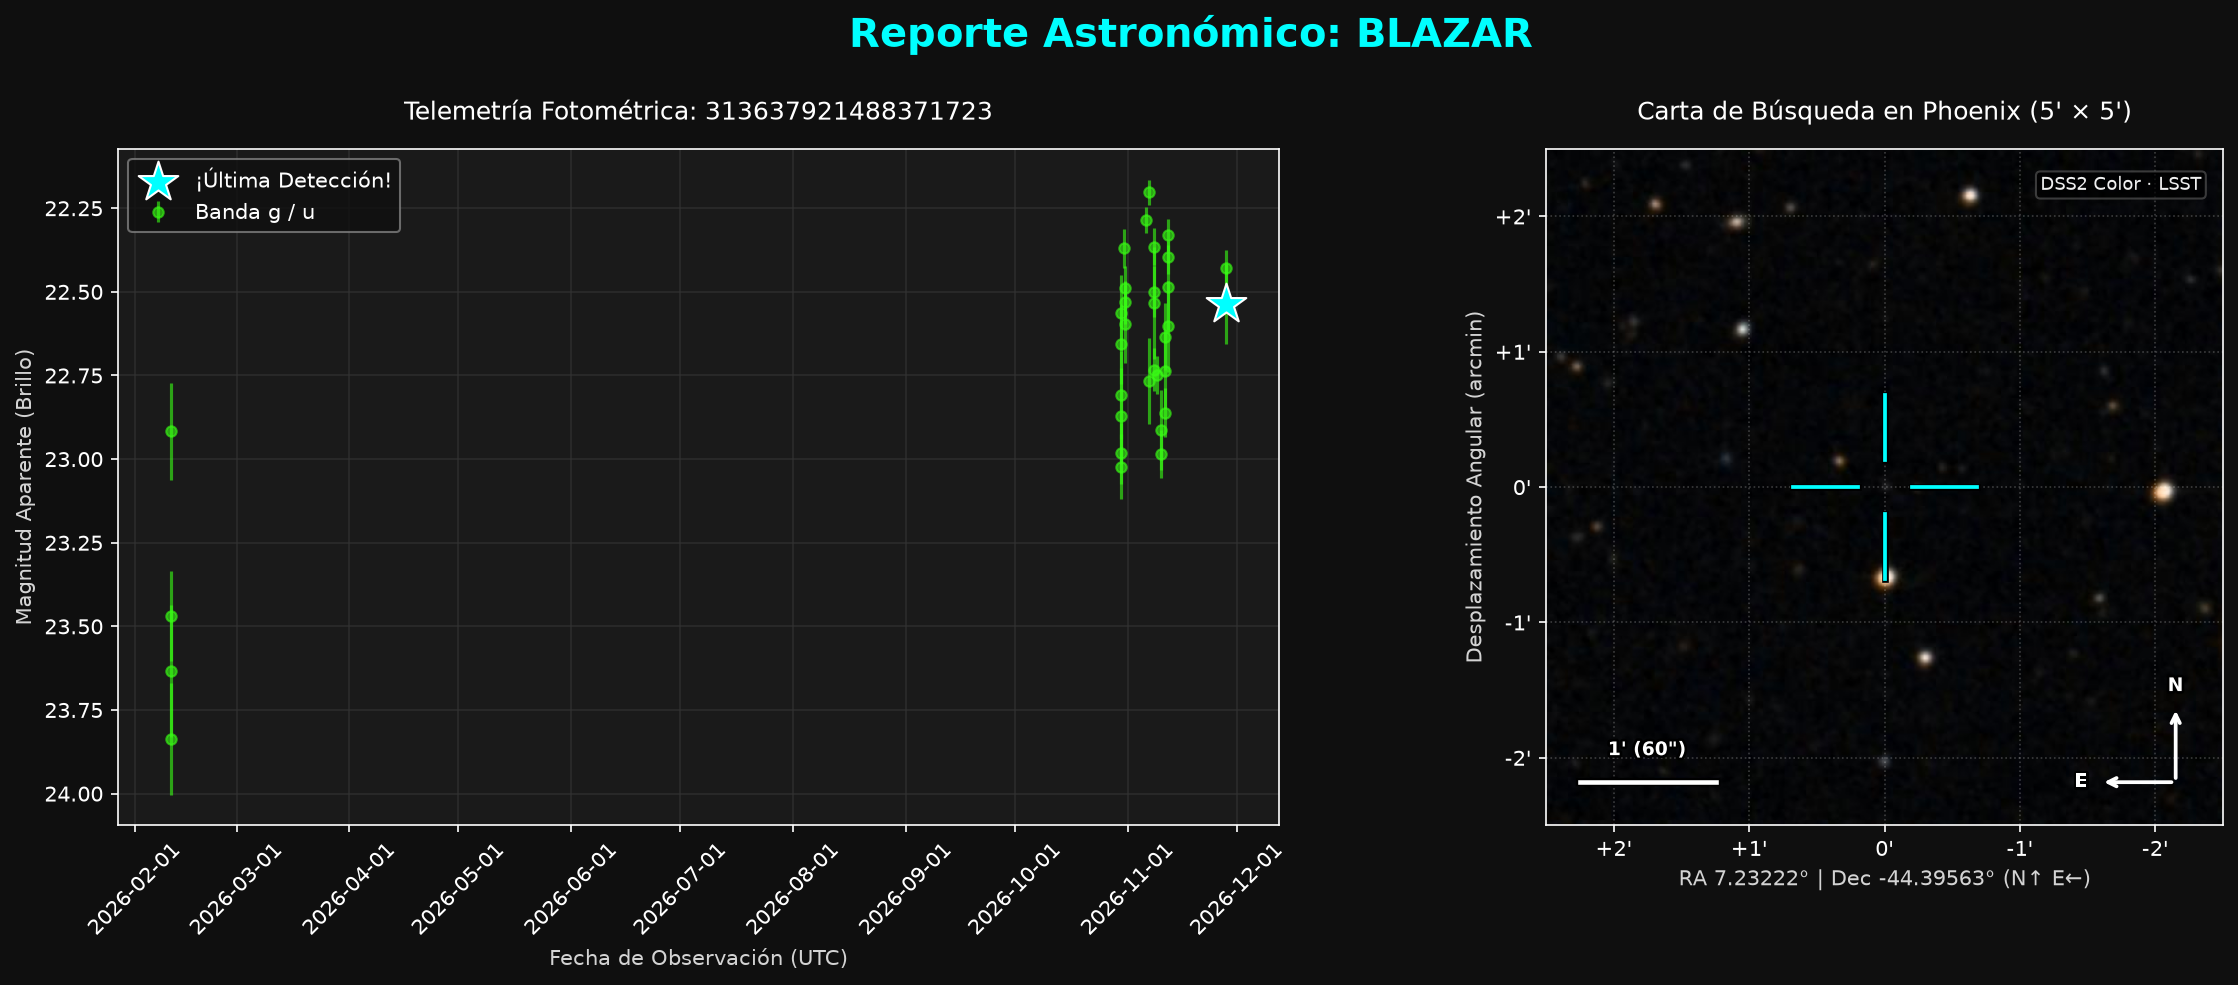 Reporte Astronómico: BLAZAR
Telemetría Fotométrica: 313637921488371723
¡Última Detección!
Banda g / u
Magnitud Aparente (Brillo)
22.25
22.50
22.75
23.00
23.25
23.50
23.75
24.00
2026-02-01
2026-03-01
2026-04-01
2026-05-01
2026-06-01
2026-07-01
2026-08-01
2026-09-01
2026-10-01
2026-11-01
2026-12-01
Fecha de Observación (UTC)
Carta de Búsqueda en Phoenix (5' × 5')
DSS2 Color · LSST
Desplazamiento Angular (arcmin)
+2'
+1'
0'
-1'
-2'
N
E
1' (60")
+2'
+1'
0'
-1'
-2'
RA 7.23222° | Dec -44.39563° (N↑ E←)